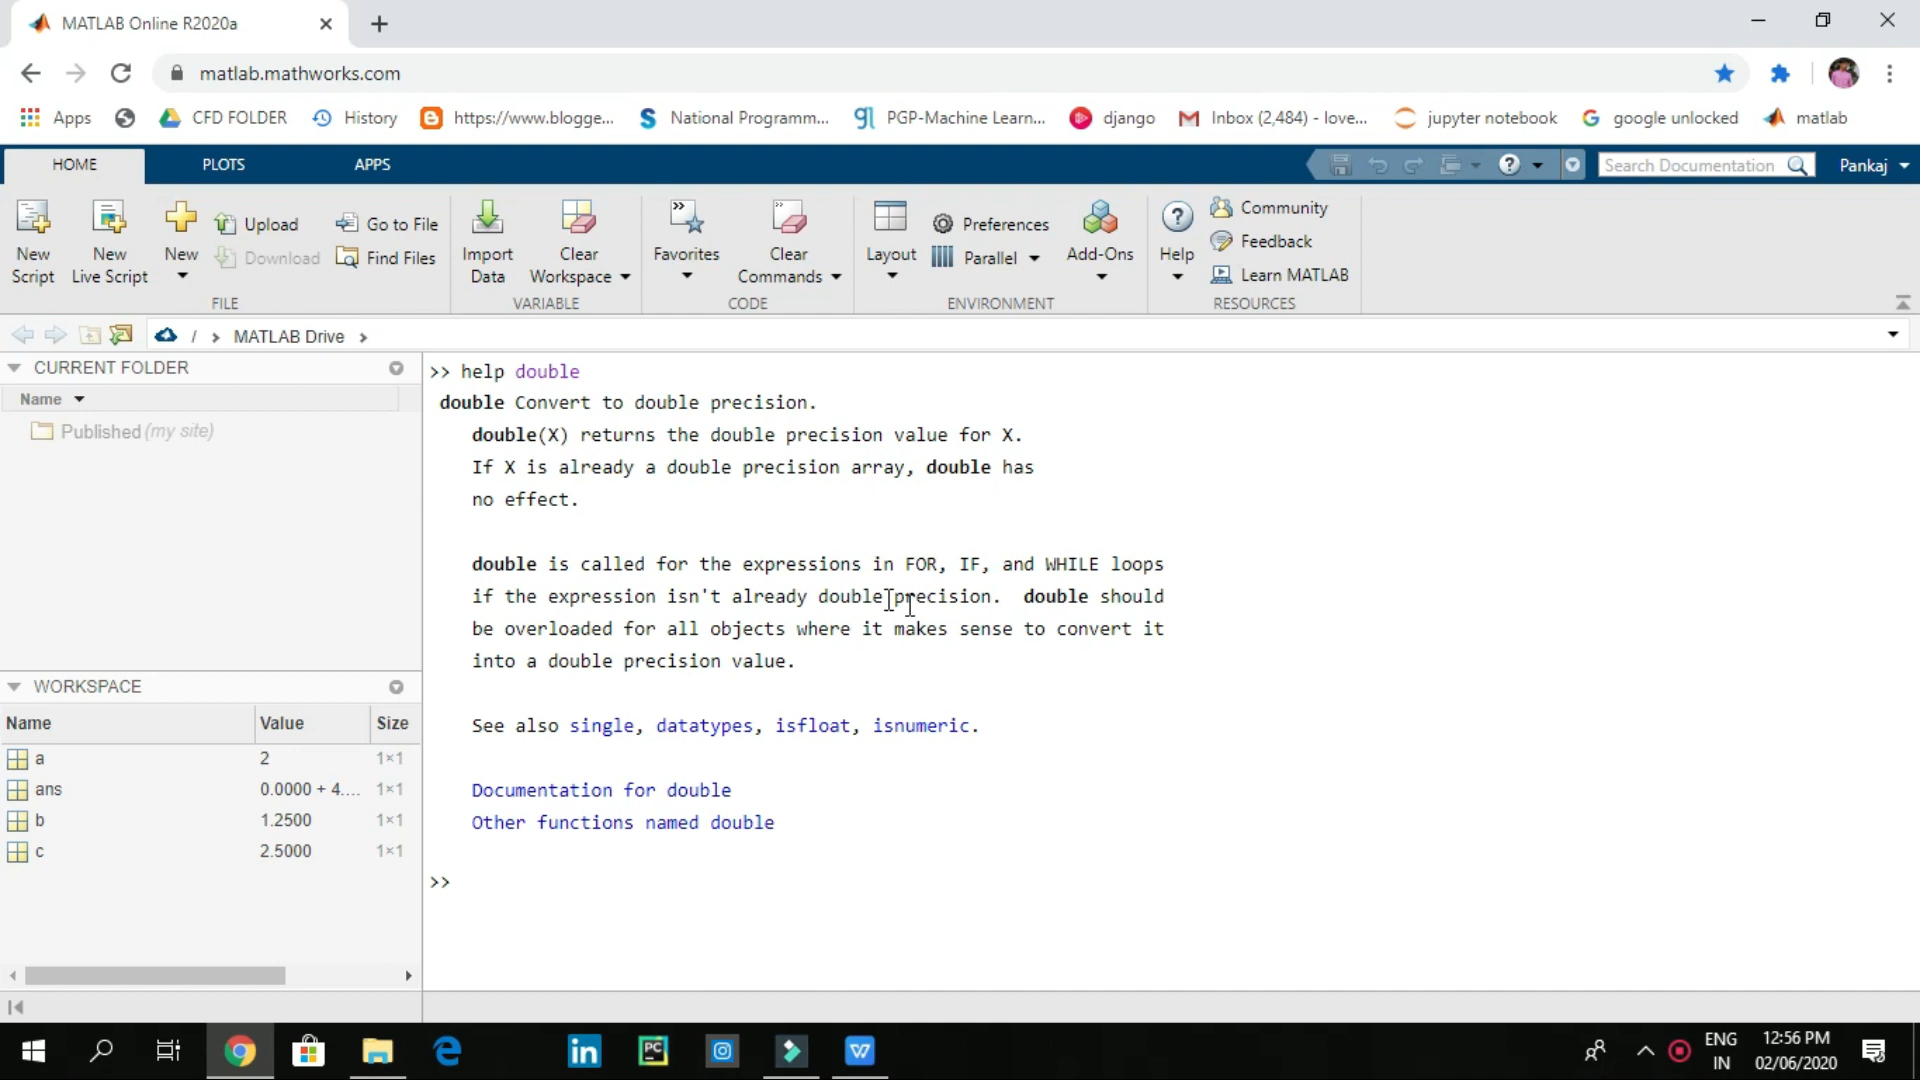 MATLAB Online R2020a
matlab.mathworks.com
Apps
CFD FOLDER
History
https://www.blogge...
National Programm...
PGP-Machine Learn...
django
Inbox (2,484) - love...
jupyter notebook
google unlocked
matlab
HOME
PLOTS
APPS
Search Documentation
Pankaj
New Script
New Live Script
New
Upload
Download
Go to File
Find Files
FILE
Import Data
Clear Workspace
VARIABLE
Favorites
Clear Commands
CODE
Layout
Preferences
Parallel
Add-Ons
ENVIRONMENT
Help
Community
Feedback
Learn MATLAB
RESOURCES
/ > MATLAB Drive >
CURRENT FOLDER
Name
Published (my site)
WORKSPACE
Name Value Size
a 2 1×1
ans 0.0000 + 4.... 1×1
b 1.2500 1×1
c 2.5000 1×1
>> help double
double Convert to double precision.
double(X) returns the double precision value for X.
If X is already a double precision array, double has
no effect.
double is called for the expressions in FOR, IF, and WHILE loops
if the expression isn't already double precision. double should
be overloaded for all objects where it makes sense to convert it
into a double precision value.
See also single, datatypes, isfloat, isnumeric.
Documentation for double
Other functions named double
>>
ENG
IN
12:56 PM
02/06/2020